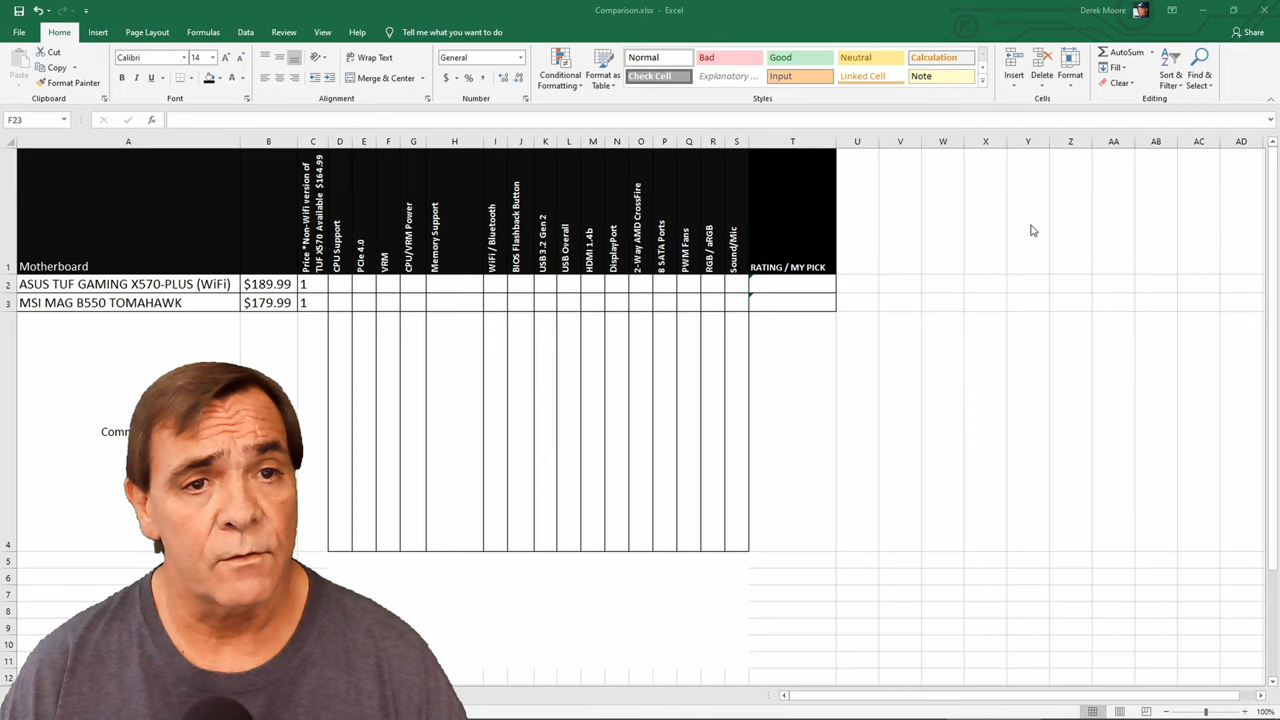 Comparison.xlsx - Excel
Derek Moore
File Home Insert Page Layout Formulas Data Review View Help Tell me what you want to do
Share
Paste
Cut
Copy
Format Painter
Clipboard
Calibri 14
B I U A
Font
Wrap Text
Merge & Center
Alignment
General
$ % ,
Number
Conditional Formatting
Format as Table
Normal Bad Good Neutral Calculation
Check Cell Explanatory ... Input Linked Cell Note
Styles
Insert Delete Format
Cells
AutoSum
Fill
Clear
Sort & Filter
Find & Select
Editing
F23 fx
A B C D E F G H I J K L M N O P Q R S T U V W X Y Z AA AB AC AD
1 Motherboard
Price *Non-Wifi version of
TUF X570 Available $164.99
CPU Support
PCIe 4.0
VRM
CPU/VRM Power
Memory Support
WiFi / Bluetooth
BIOS Flashback Button
USB 3.2 Gen 2
USB Overall
HDMI 1.4b
DisplayPort
2-Way AMD CrossFire
8 SATA Ports
PWM Fans
RGB /aRGB
Sound/Mic
RATING / MY PICK
2 ASUS TUF GAMING X570-PLUS (WiFi) $189.99 1
3 MSI MAG B550 TOMAHAWK $179.99 1
4
5
6
7
8
9
10
11
12
100%